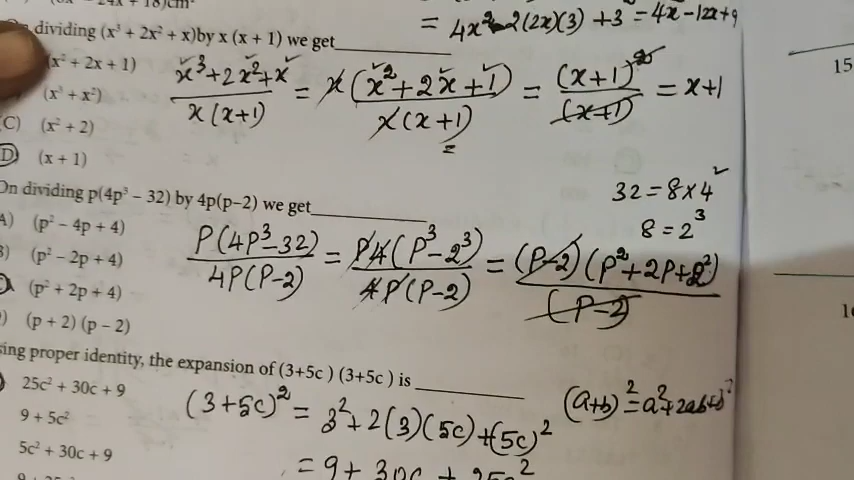 = 4x² - 2(2x)(3) + 3² = 4x² - 12x + 9
dividing (x³ + 2x² + x) by x (x + 1) we get
(x² + 2x + 1)
(x³ + x²)
(C) (x² + 2)
(D) (x + 1)
x³+2x²+x / x(x+1) = x(x²+2x+1) / x(x+1) = (x+1)² / (x+1) = x+1
15
On dividing p(4p³ – 32) by 4p(p–2) we get
32 = 8×4
8 = 2³
A) (p² – 4p + 4)
(p² – 2p + 4)
(p² + 2p + 4)
(p + 2) (p – 2)
P(4P³-32) / 4P(P-2) = P4(P³-2³) / 4P(P-2) = (P-2)(P²+2P+2²) / (P-2)
proper identity, the expansion of (3+5c ) (3+5c ) is
25c² + 30c + 9
9 + 5c²
5c² + 30c + 9
(3+5c)² = 3²+2(3)(5c)+(5c)²
(a+b)² = a²+2ab+b²
= 9+ 30c + 25c²